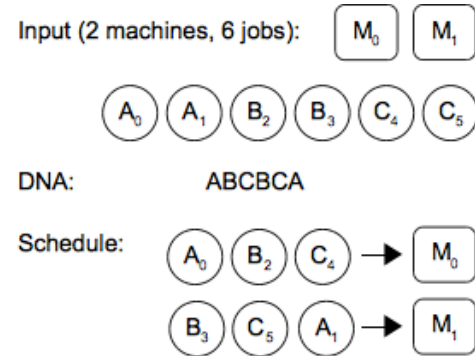 Input (2 machines, 6 jobs): M₀ M₁
A₀ A₁ B₂ B₃ C₄ C₅
DNA: ABCBCA
Schedule: A₀ B₂ C₄ M₀
B₃ C₅ A₁ M₁